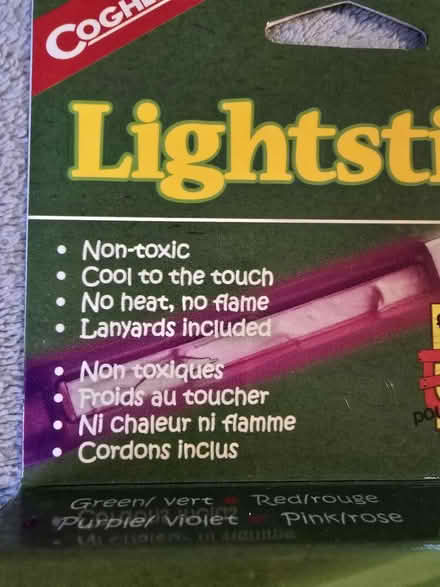 COGHL
Lightsti
• Non-toxic
• Cool to the touch
• No heat, no flame
• Lanyards included
• Non toxiques
• Froids au toucher
• Ni chaleur ni flamme
• Cordons inclus
Green/ vert Red/rouge
Purple/ violet Pink/rose